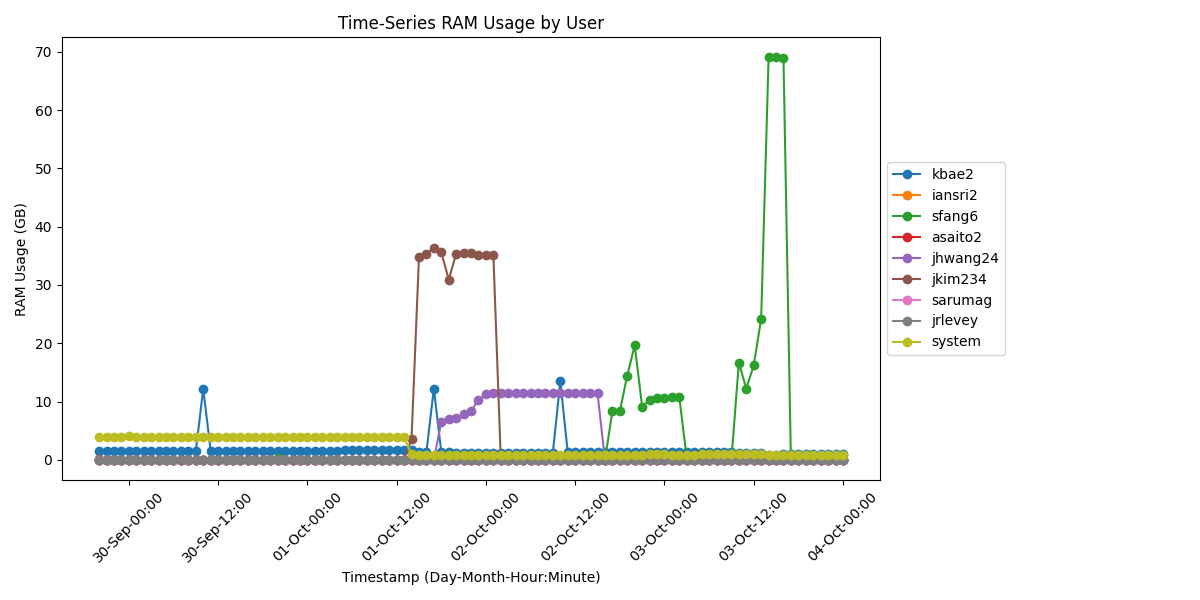 Time-Series RAM Usage by User
RAM Usage (GB)
70
60
50
40
30
20
10
0
30-Sep-00:00
30-Sep-12:00
01-Oct-00:00
01-Oct-12:00
02-Oct-00:00
02-Oct-12:00
03-Oct-00:00
03-Oct-12:00
04-Oct-00:00
Timestamp (Day-Month-Hour:Minute)
kbae2
iansri2
sfang6
asaito2
jhwang24
jkim234
sarumag
jrlevey
system